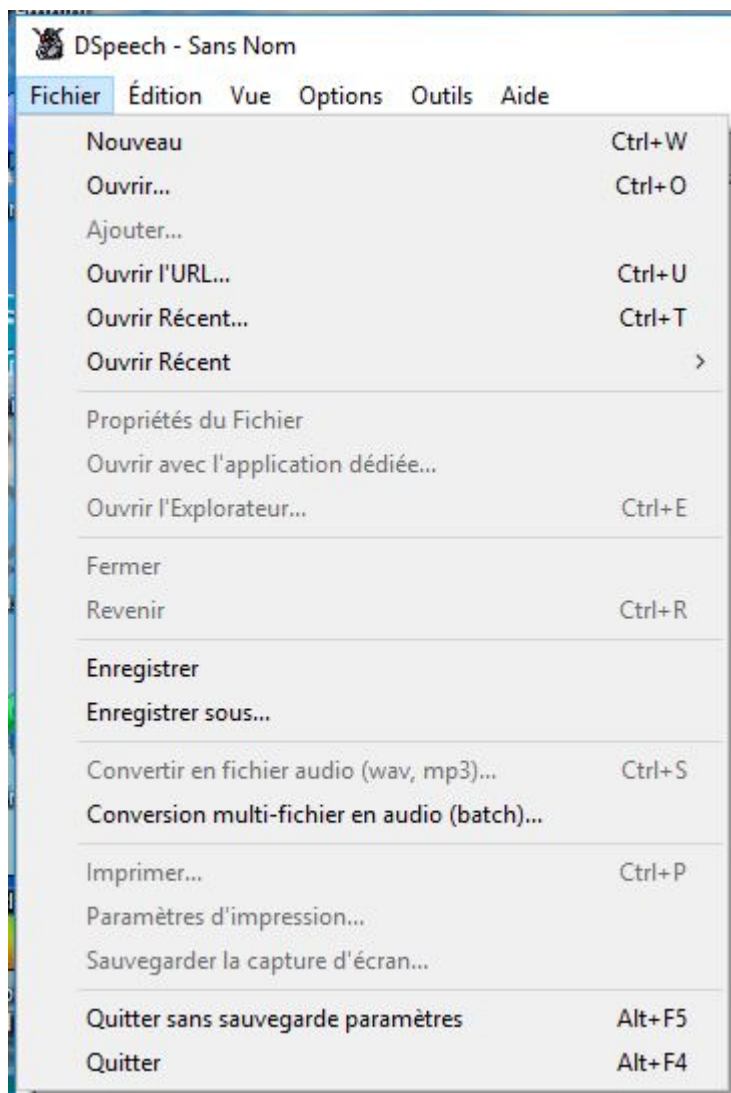 DSpeech - Sans Nom
Fichier Édition Vue Options Outils Aide
Nouveau Ctrl+W
Ouvrir... Ctrl+O
Ajouter...
Ouvrir l'URL... Ctrl+U
Ouvrir Récent... Ctrl+T
Ouvrir Récent >
Propriétés du Fichier
Ouvrir avec l'application dédiée...
Ouvrir l'Explorateur... Ctrl+E
Fermer
Revenir Ctrl+R
Enregistrer
Enregistrer sous...
Convertir en fichier audio (wav, mp3)... Ctrl+S
Conversion multi-fichier en audio (batch)...
Imprimer... Ctrl+P
Paramètres d'impression...
Sauvegarder la capture d'écran...
Quitter sans sauvegarde paramètres Alt+F5
Quitter Alt+F4